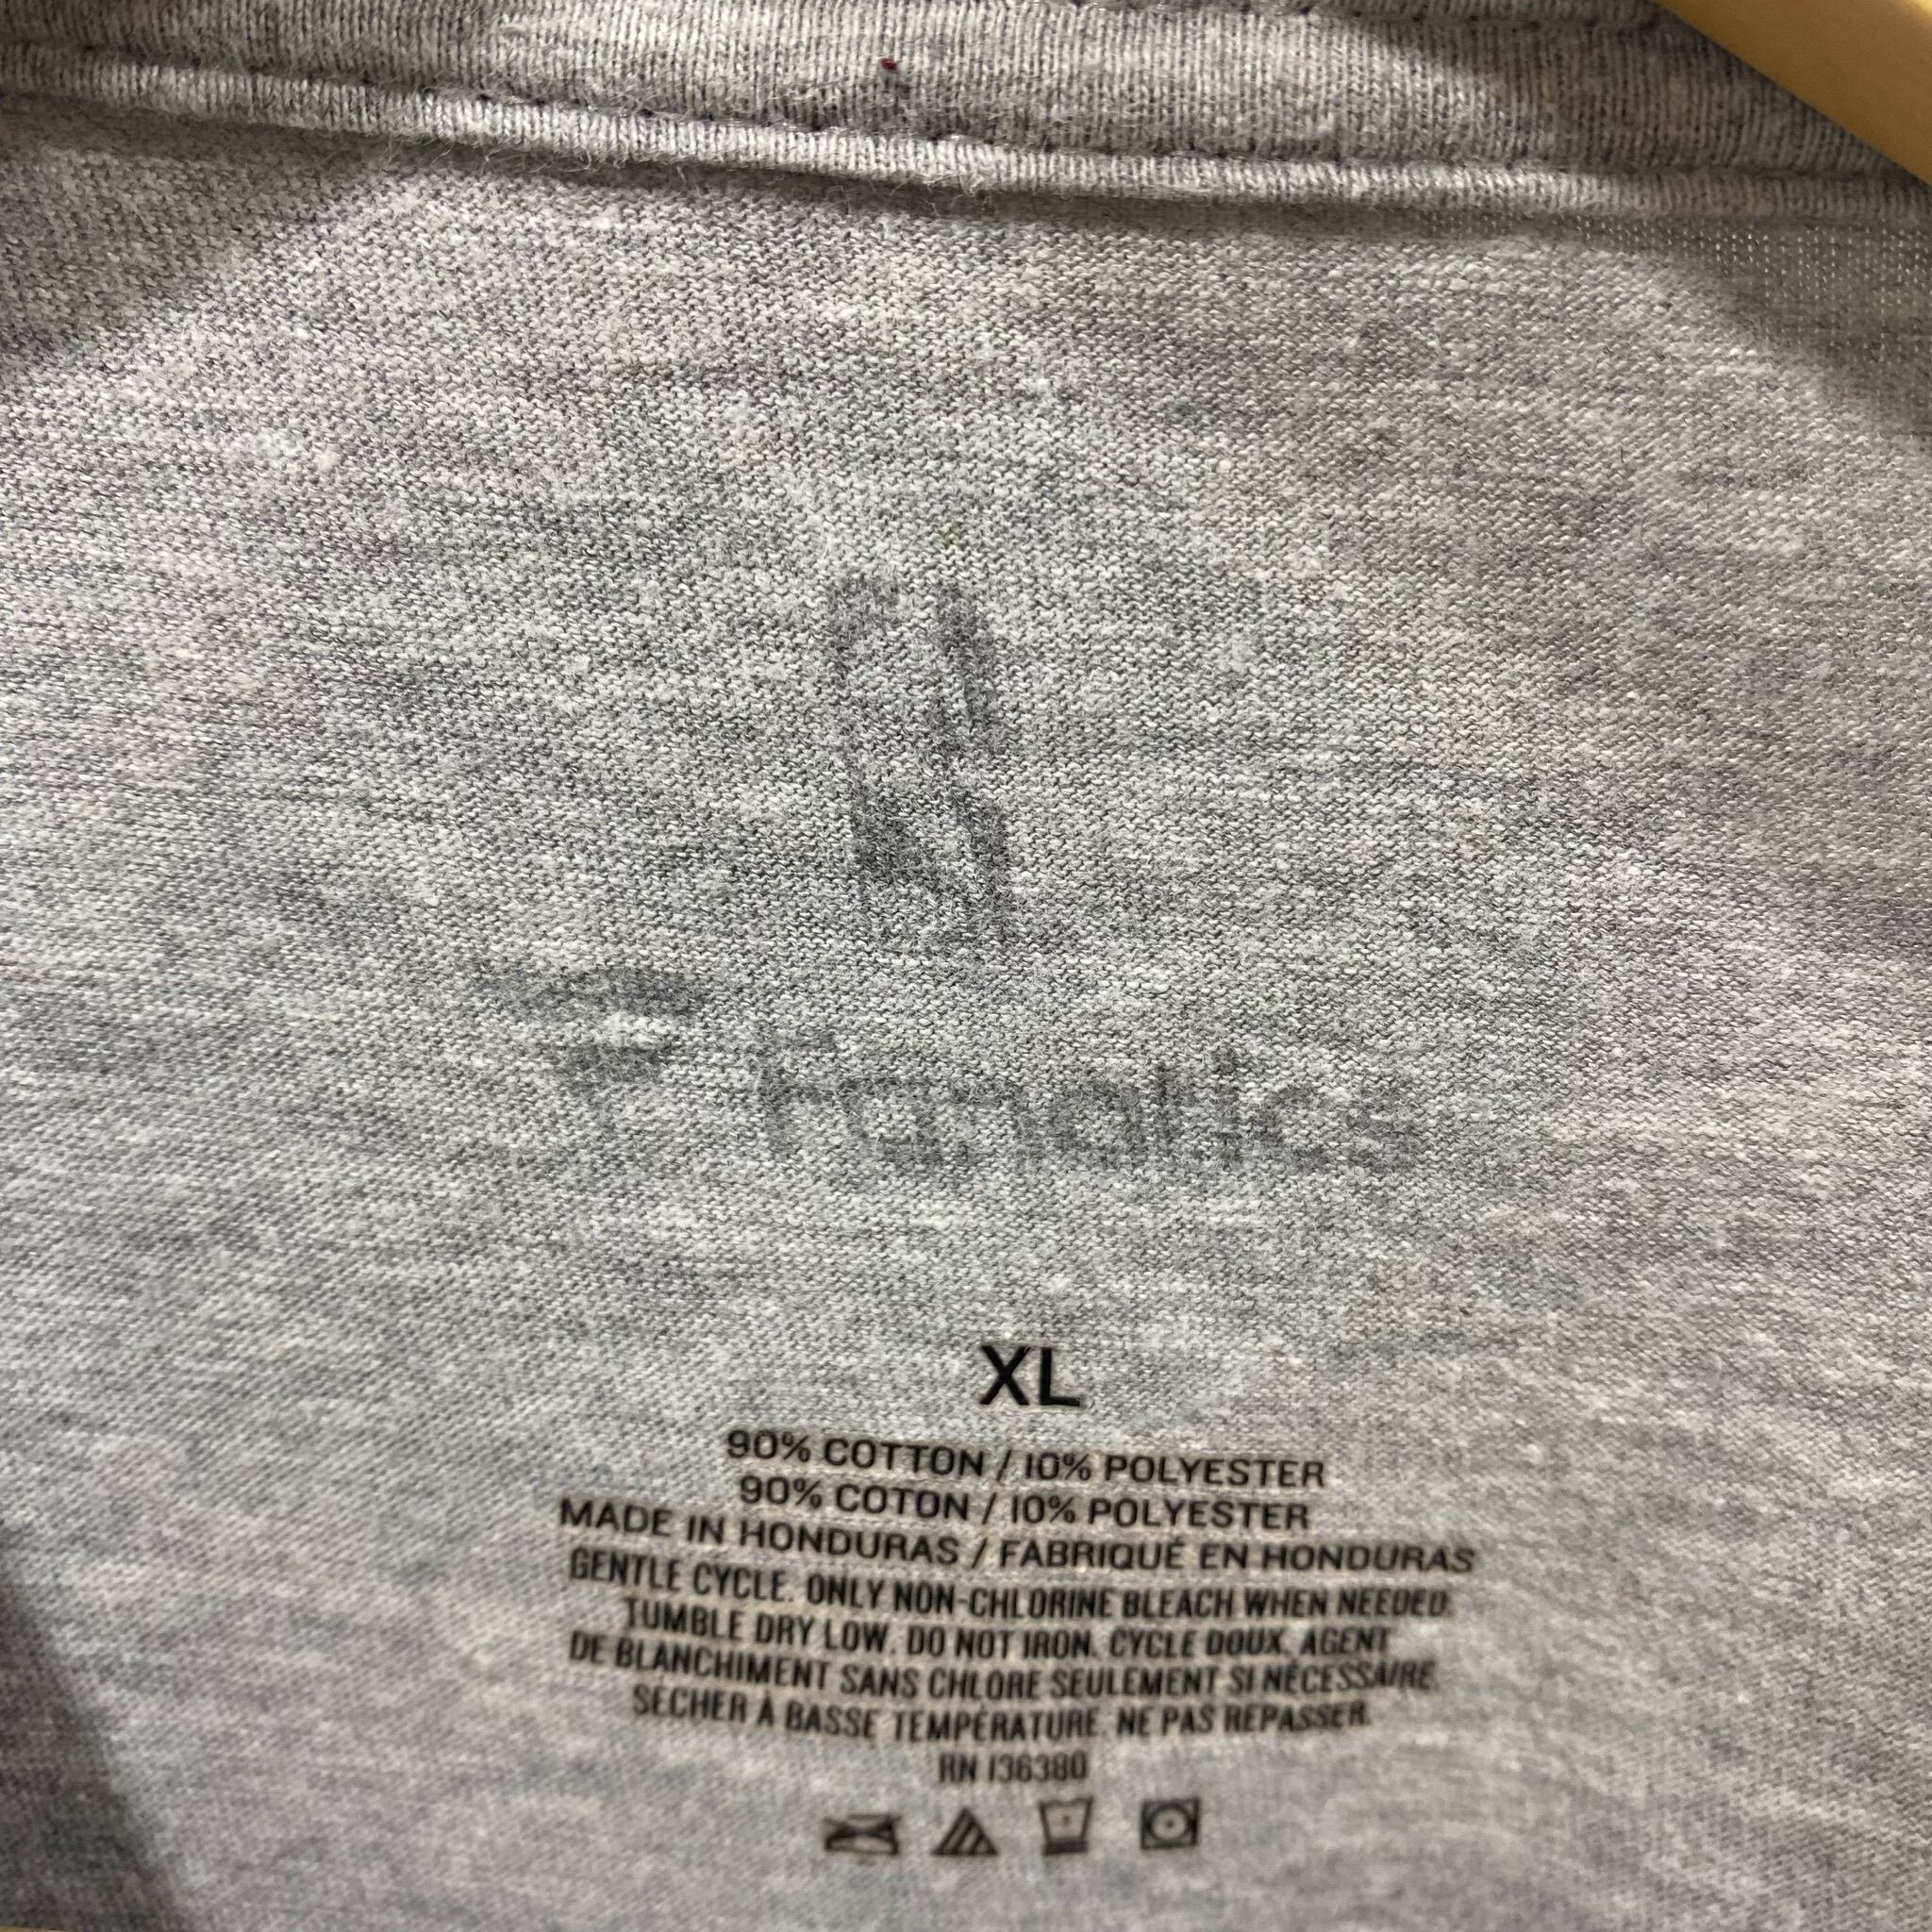 fanatics
XL
90% COTTON / 10% POLYESTER
90% COTON / 10% POLYESTER
MADE IN HONDURAS / FABRIQUÉ EN HONDURAS
GENTLE CYCLE. ONLY NON-CHLORINE BLEACH WHEN NEEDED.
TUMBLE DRY LOW. DO NOT IRON. CYCLE DOUX. AGENT
DE BLANCHIMENT SANS CHLORE SEULEMENT SI NÉCESSAIRE.
SÉCHER À BASSE TEMPÉRATURE. NE PAS REPASSER.
RN 136380